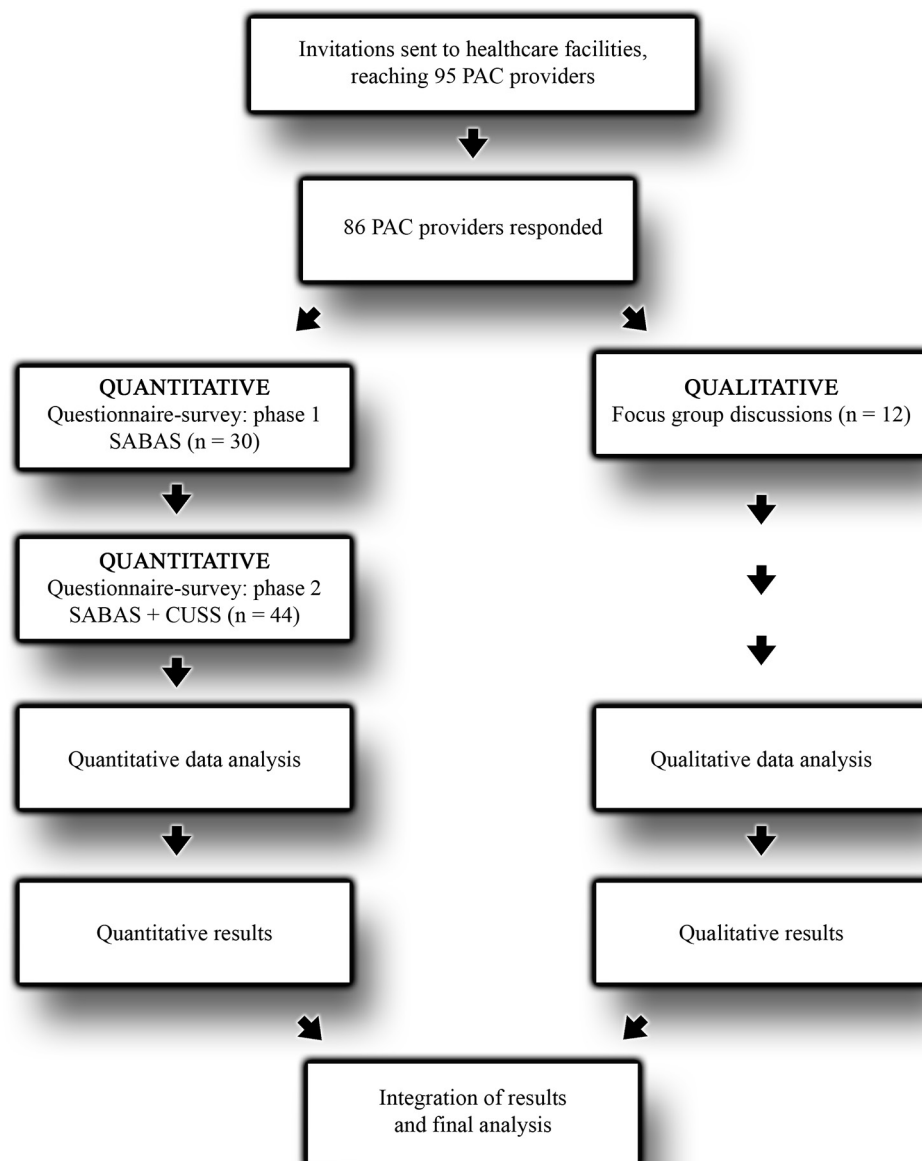 Invitations sent to healthcare facilities,
reaching 95 PAC providers
86 PAC providers responded
QUANTITATIVE
Questionnaire-survey: phase 1
SABAS (n = 30)
QUANTITATIVE
Questionnaire-survey: phase 2
SABAS + CUSS (n = 44)
Quantitative data analysis
Quantitative results
QUALITATIVE
Focus group discussions (n = 12)
Qualitative data analysis
Qualitative results
Integration of results
and final analysis